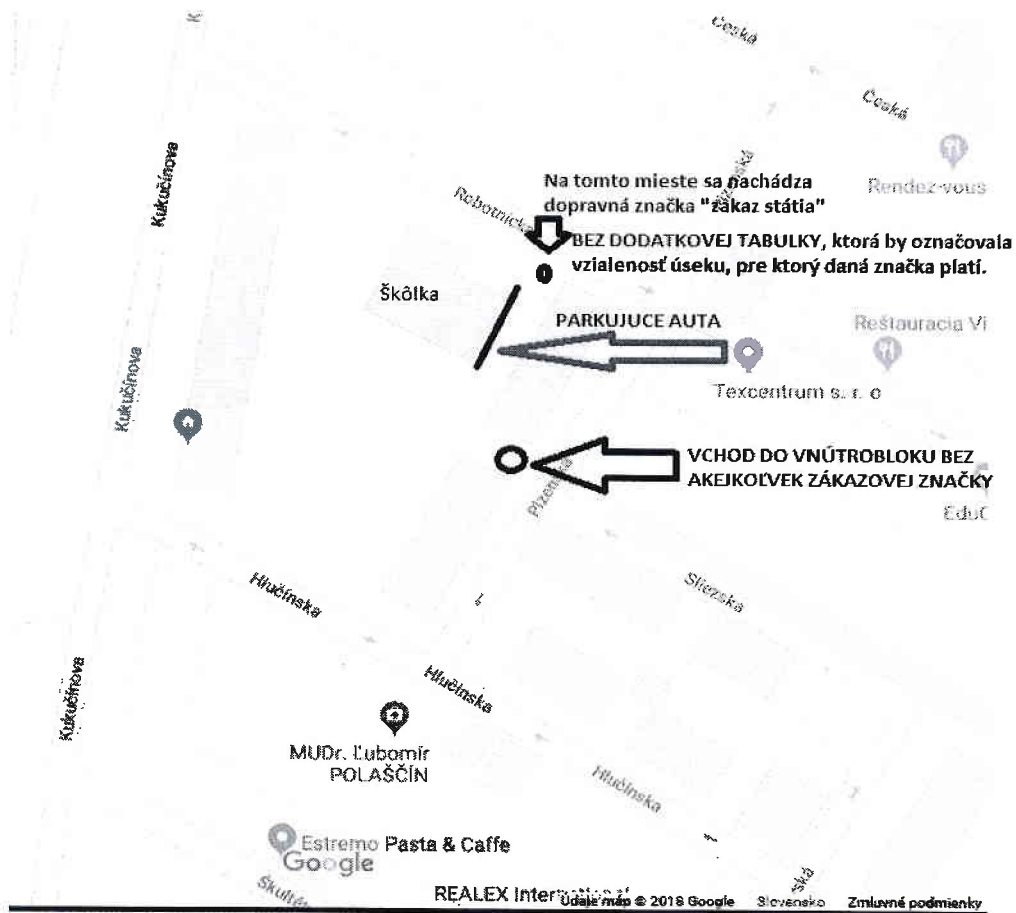 Česká
Česká
Kukučínova
Rendez-vous
Na tomto mieste sa nachádza
dopravná značka "zákaz státia"
Robotnícka
BEZ DODATKOVEJ TABULKY, ktorá by označovala
vzialenosť úseku, pre ktorý daná značka platí.
Škôlka
PARKUJUCE AUTA
Reštauracia Vi
Kukučínova
Texcentrum s. r. o
VCHOD DO VNÚTROBLOKU BEZ
AKEJKOĽVEK ZÁKAZOVEJ ZNAČKY
Plzenská
EduC
Hlučínska
Sliezska
Kukučínova
Hlučínska
MUDr. Ľubomír
POLAŠČÍN
Hlučínska
Estremo Pasta & Caffe
Google
REALEX International
Údaje máp © 2018 Google Slovensko Zmluvné podmienky